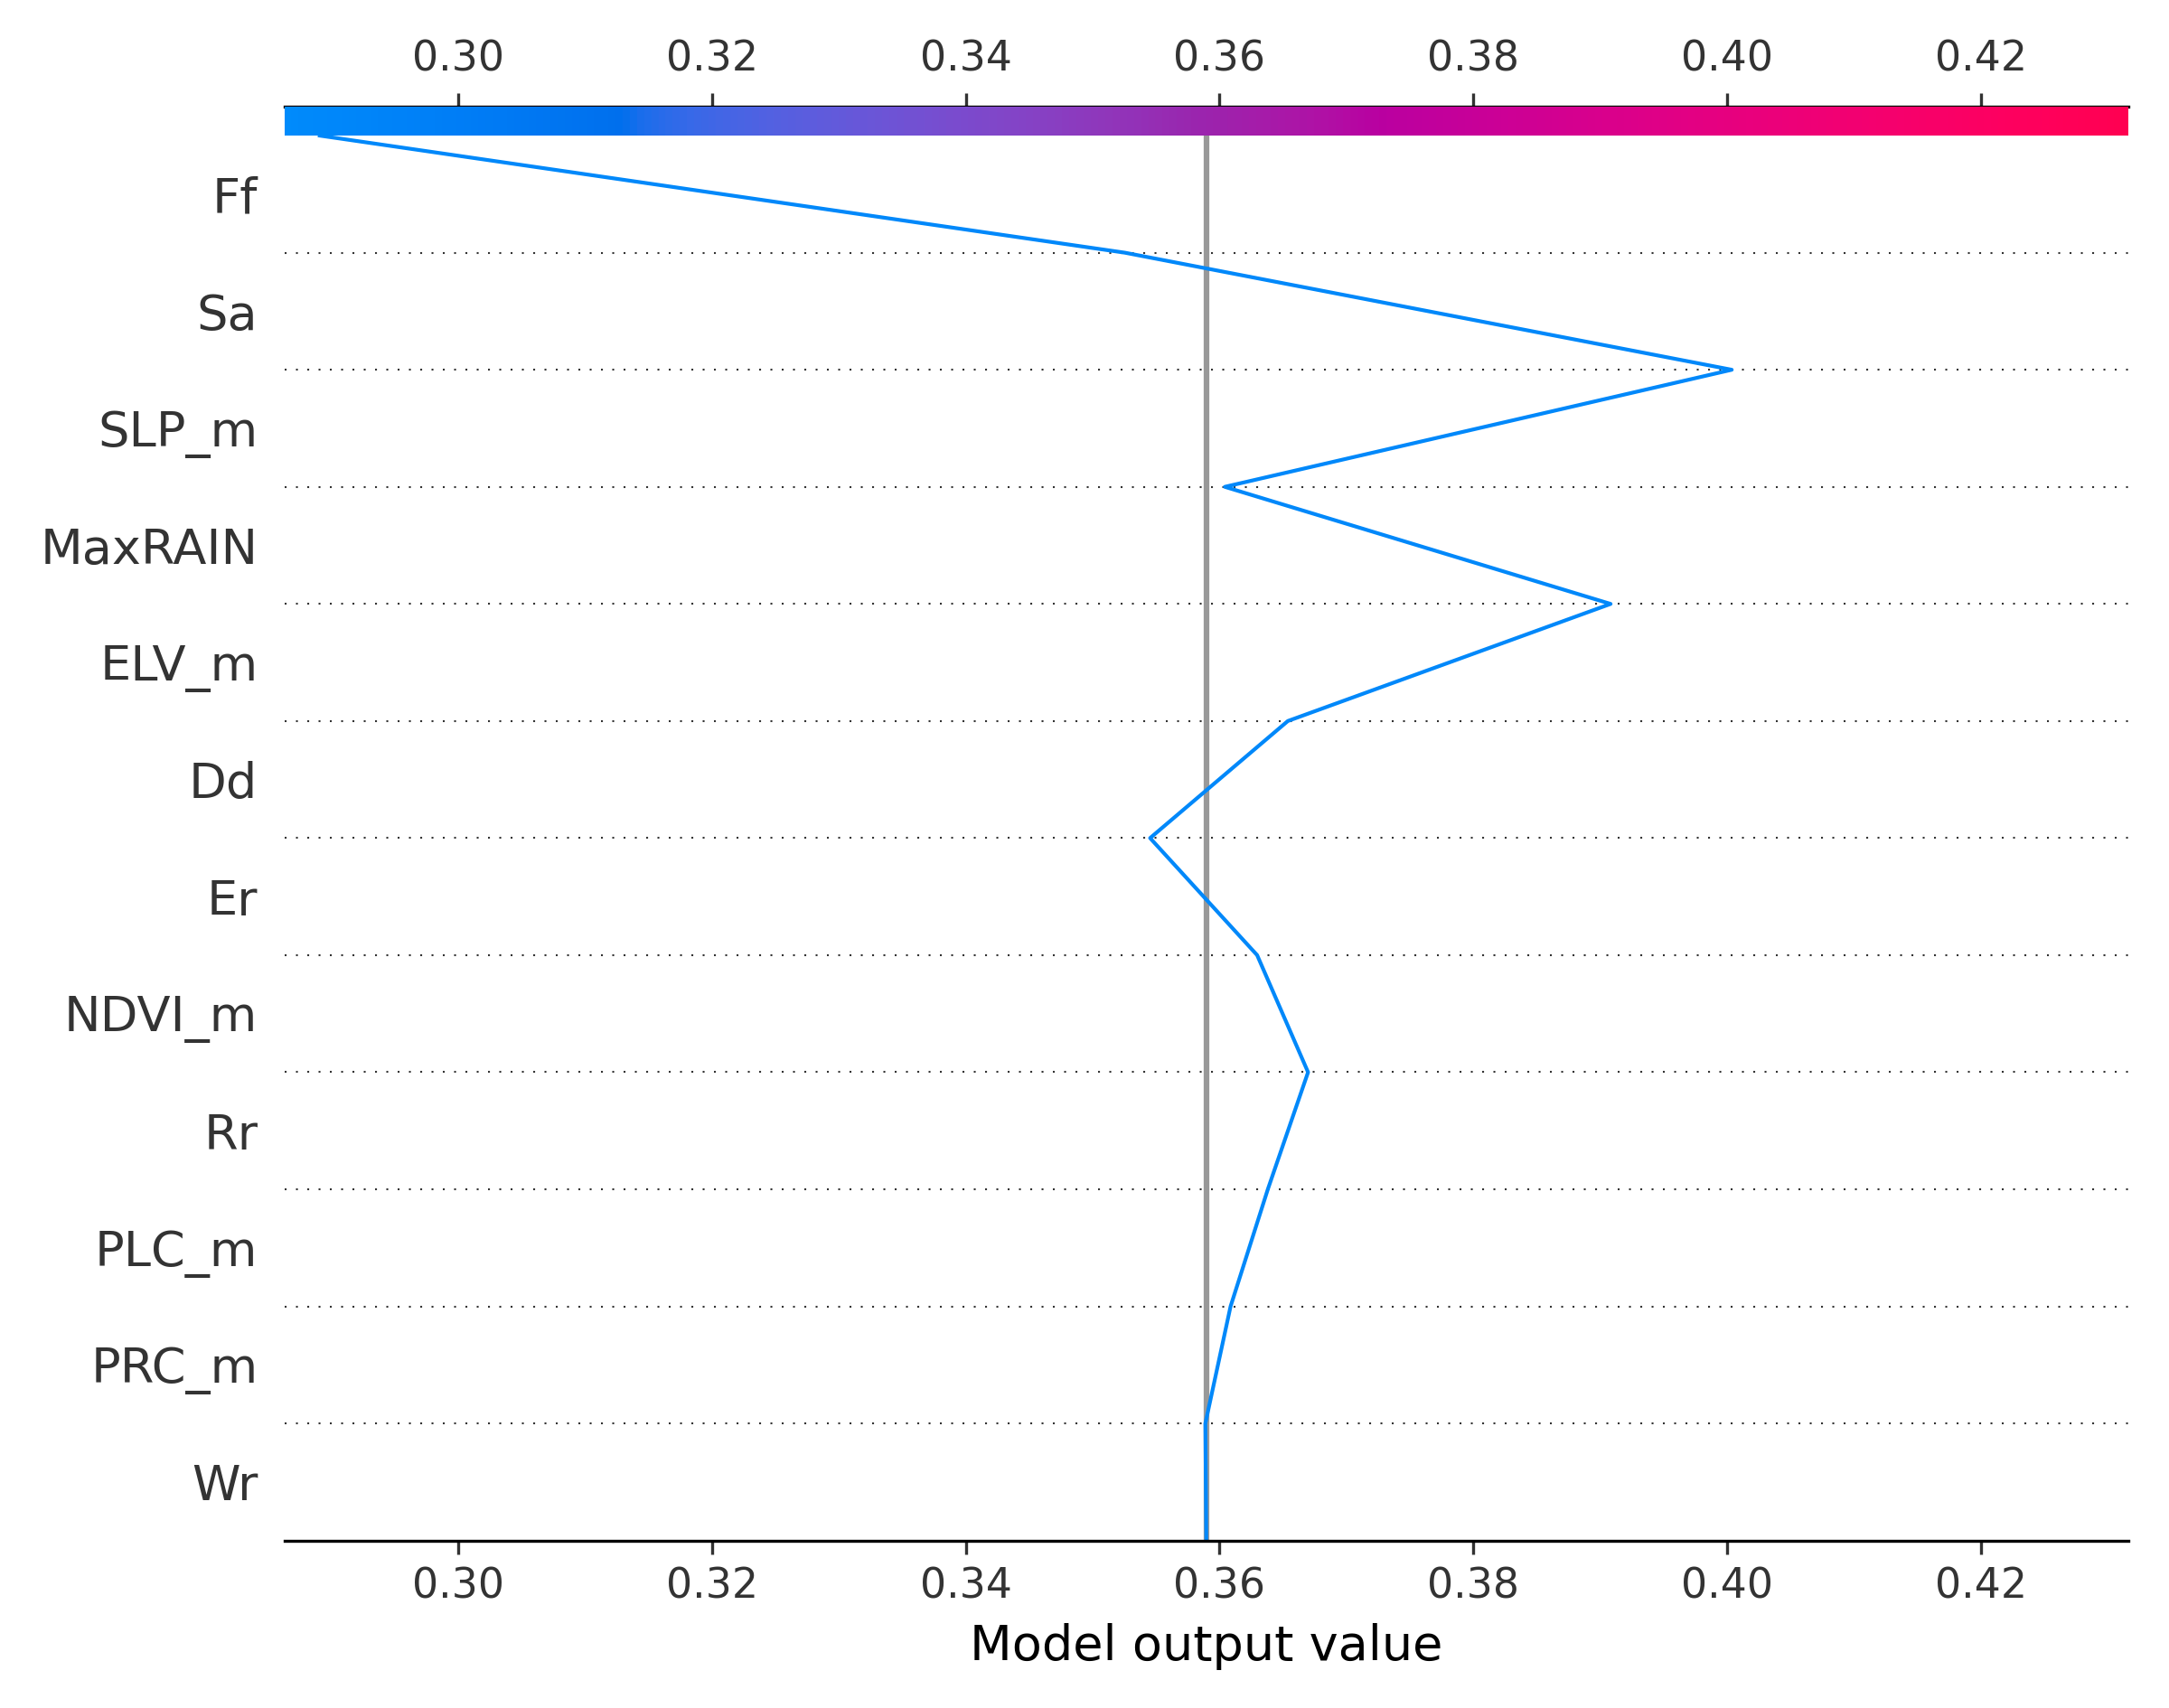 0.30 0.32 0.34 0.36 0.38 0.40 0.42
Ff
Sa
SLP_m
MaxRAIN
ELV_m
Dd
Er
NDVI_m
Rr
PLC_m
PRC_m
Wr
0.30 0.32 0.34 0.36 0.38 0.40 0.42
Model output value